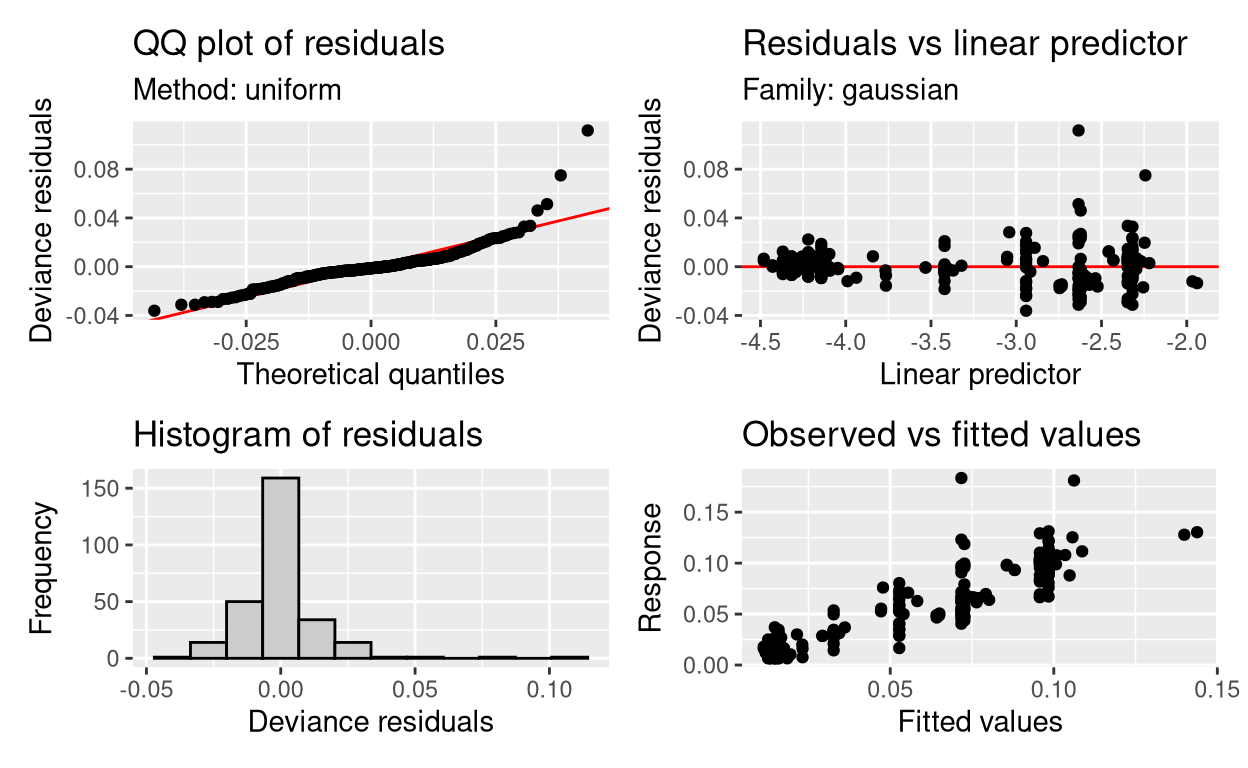 QQ plot of residuals
Method: uniform
Deviance residuals
0.08
0.04
0.00
-0.04
-0.025
0.000
0.025
Theoretical quantiles
Residuals vs linear predictor
Family: gaussian
Deviance residuals
0.08
0.04
0.00
-0.04
-4.5
-4.0
-3.5
-3.0
-2.5
-2.0
Linear predictor
Histogram of residuals
Frequency
150
100
50
0
-0.05
0.00
0.05
0.10
Deviance residuals
Observed vs fitted values
Response
0.15
0.10
0.05
0.00
0.05
0.10
0.15
Fitted values